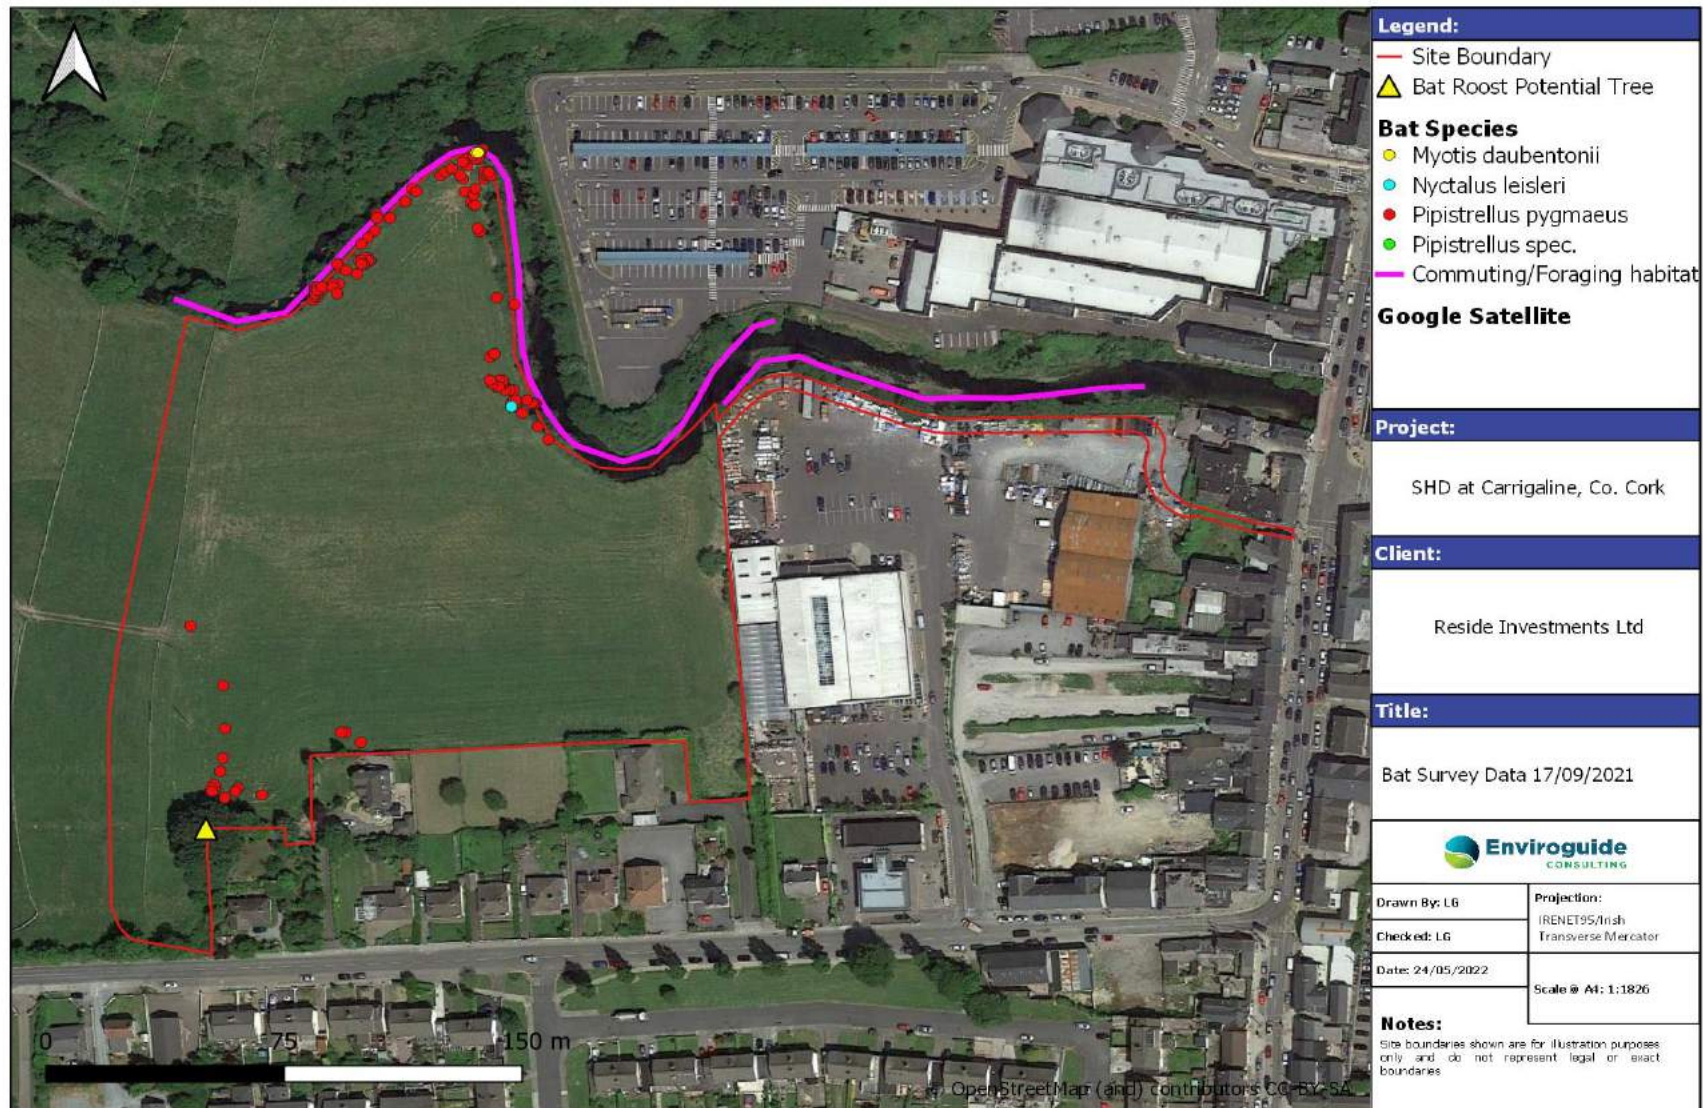 Legend:
Site Boundary
Bat Roost Potential Tree
Bat Species
Myotis daubentonii
Nyctalus leisleri
Pipistrellus pygmaeus
Pipistrellus spec.
Commuting/Foraging habitat
Google Satellite
Project:
SHD at Carrigaline, Co. Cork
Client:
Reside Investments Ltd
Title:
Bat Survey Data 17/09/2021
Enviroguide
CONSULTING
Drawn By: LG
Checked: LG
Date: 24/05/2022
Projection:
IRENET95/Irish
Transverse Mercator
Scale @ A4: 1:1826
Notes:
Site boundaries shown are for illustration purposes
only and do not represent legal or exact
boundaries
0 75 150 m
OpenStreetMap (and) contributors CC-BY-SA